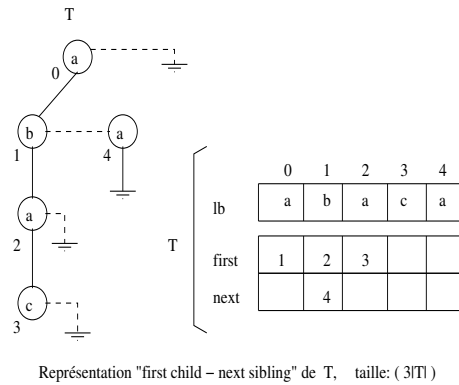 T
a
0
b
1
a
4
a
2
c
3
T
0 1 2 3 4
lb a b a c a
first 1 2 3
next 4
Représentation "first child – next sibling" de T, taille: ( 3|T| )